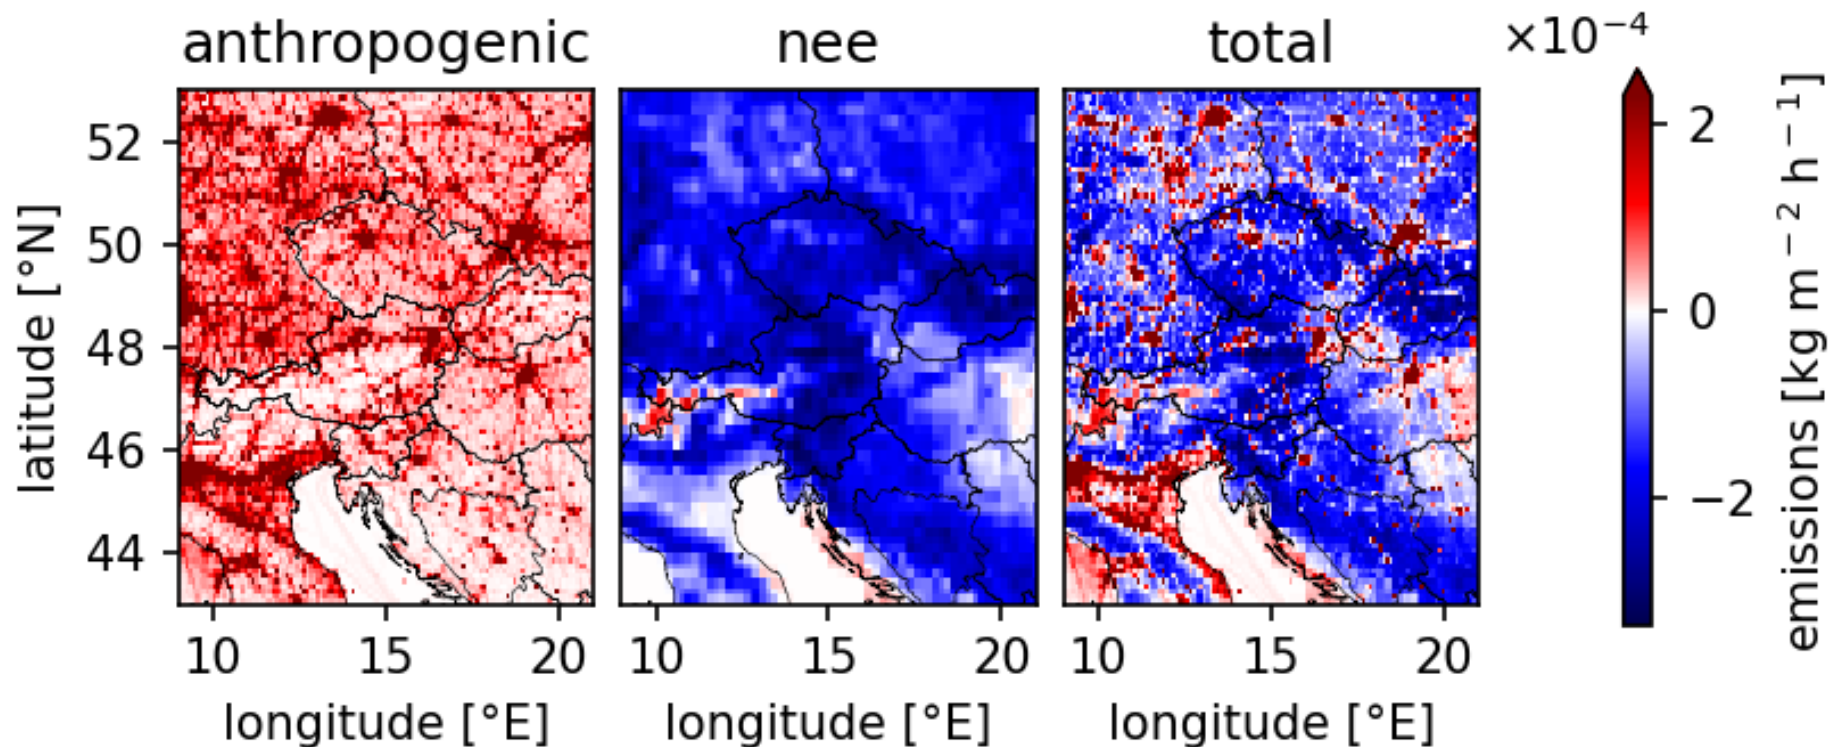 anthropogenic
nee
total
×10⁻⁴
52
50
48
46
44
latitude [°N]
10
15
20
longitude [°E]
10
15
20
longitude [°E]
10
15
20
longitude [°E]
2
0
−2
emissions [kg m⁻² h⁻¹]